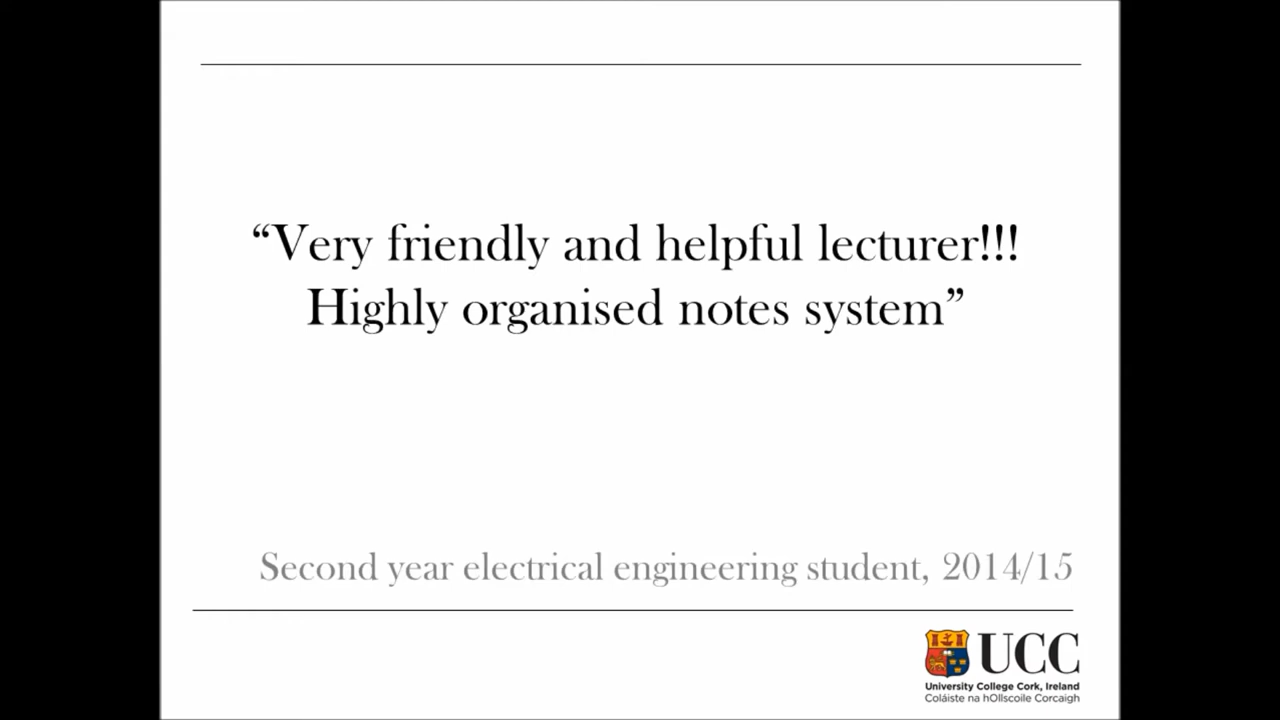 “Very friendly and helpful lecturer!!!
Highly organised notes system”
Second year electrical engineering student, 2014/15
UCC
University College Cork, Ireland
Coláiste na hOllscoile Corcaigh